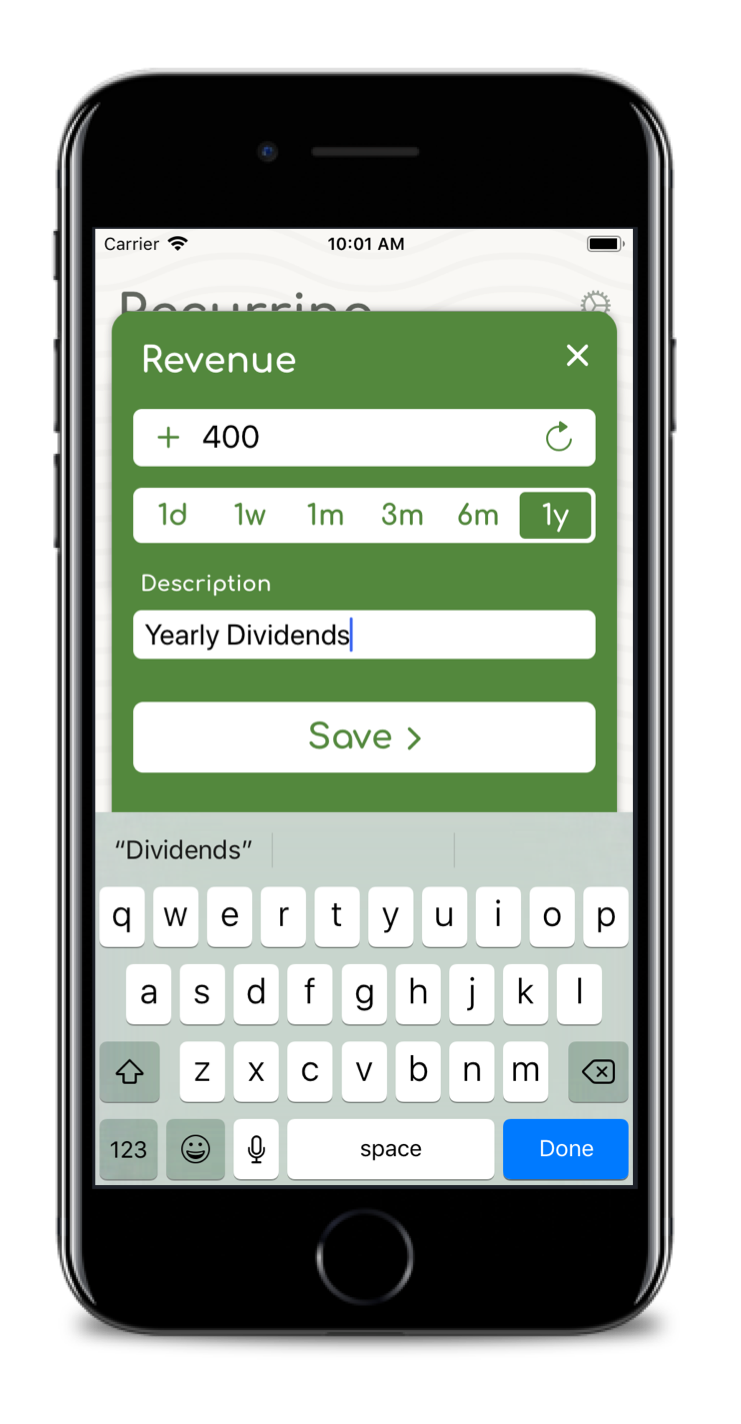 Carrier 10:01 AM
Recurring
Revenue
+ 400
1d 1w 1m 3m 6m 1y
Description
Yearly Dividends
Save >
“Dividends”
q w e r t y u i o p
a s d f g h j k l
z x c v b n m
123 space Done